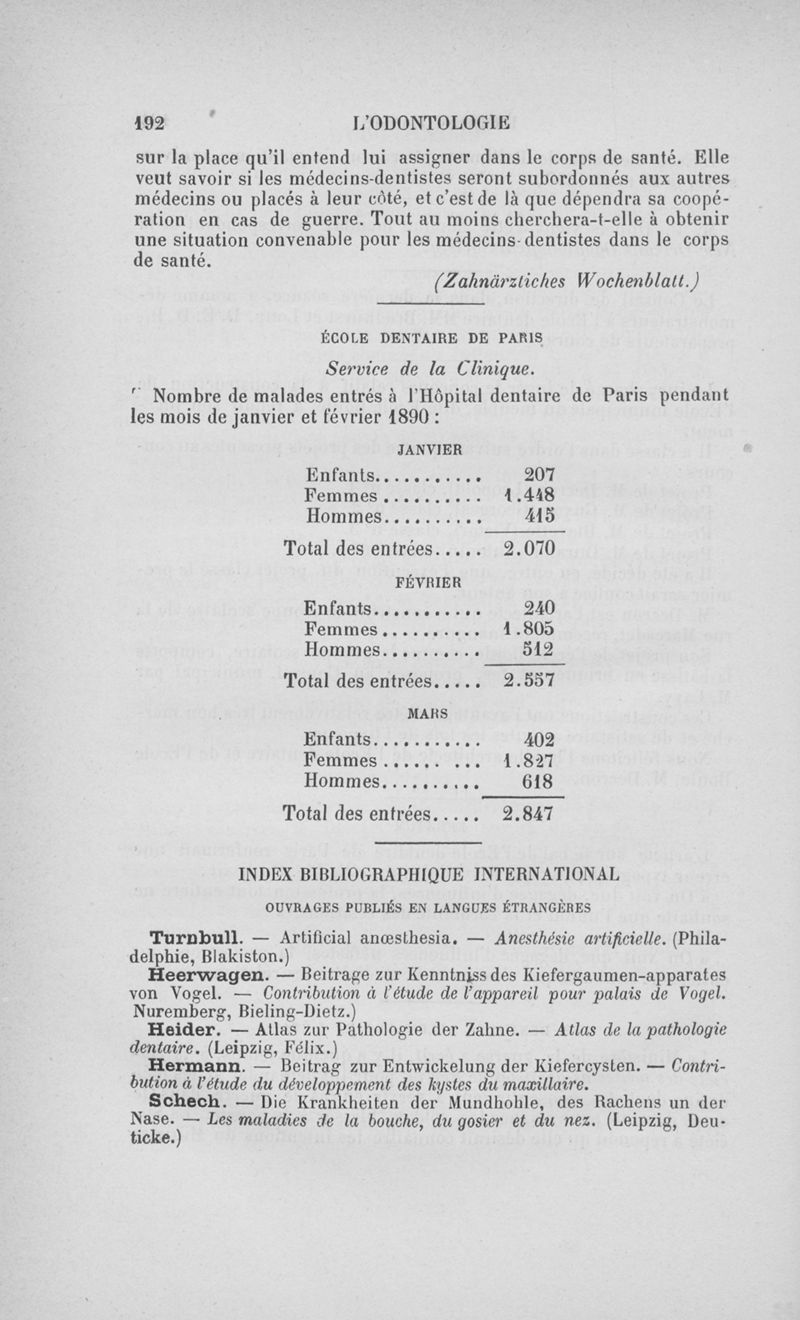 192 L'ODONTOLOGIE
sur la place qu'il entend lui assigner dans le corps de santé. Elle
veut savoir si les médecins-dentistes seront subordonnés aux autres
médecins ou placés à leur côté, et c'est de là que dépendra sa coopé-
ration en cas de guerre. Tout au moins cherchera-t-elle à obtenir
une situation convenable pour les médecins-dentistes dans le corps
de santé.
(Zahnärztliches Wochenblatt.)
ÉCOLE DENTAIRE DE PARIS
Service de la Clinique.
Nombre de malades entrés à l'Hôpital dentaire de Paris pendant
les mois de janvier et février 1890 :
JANVIER
Enfants........... 207
Femmes.......... 1.448
Hommes.......... 415
Total des entrées..... 2.070
FÉVRIER
Enfants........... 240
Femmes.......... 1.805
Hommes.......... 512
Total des entrées..... 2.557
MARS
Enfants........... 402
Femmes...... ... 1.827
Hommes.......... 618
Total des entrées..... 2.847
INDEX BIBLIOGRAPHIQUE INTERNATIONAL
OUVRAGES PUBLIÉS EN LANGUES ÉTRANGÈRES
Turnbull. — Artificial anœsthesia. — Anesthésie artificielle. (Phila-
delphie, Blakiston.)
Heerwagen. — Beitrage zur Kenntniss des Kiefergaumen-apparates
von Vogel. — Contribution à l'étude de l'appareil pour palais de Vogel.
Nuremberg, Bieling-Dietz.)
Heider. — Atlas zur Pathologie der Zahne. — Atlas de la pathologie
dentaire. (Leipzig, Félix.)
Hermann. — Beitrag zur Entwickelung der Kiefercysten. — Contri-
bution à l'étude du développement des kystes du maxillaire.
Schech. — Die Krankheiten der Mundhohle, des Rachens un der
Nase. — Les maladies de la bouche, du gosier et du nez. (Leipzig, Deu-
ticke.)